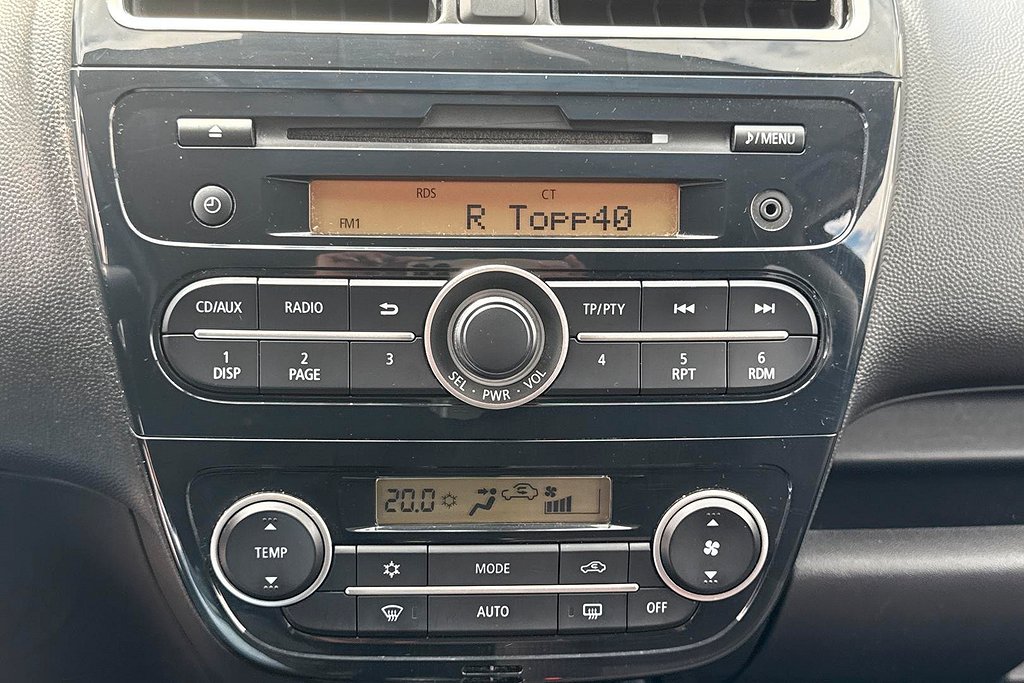 ♪/MENU
RDS CT
FM1 R Topp40
CD/AUX RADIO TP/PTY
1 2 3 4 5 6
DISP PAGE RPT RDM
SEL · PWR · VOL
20.0
TEMP
MODE
AUTO OFF